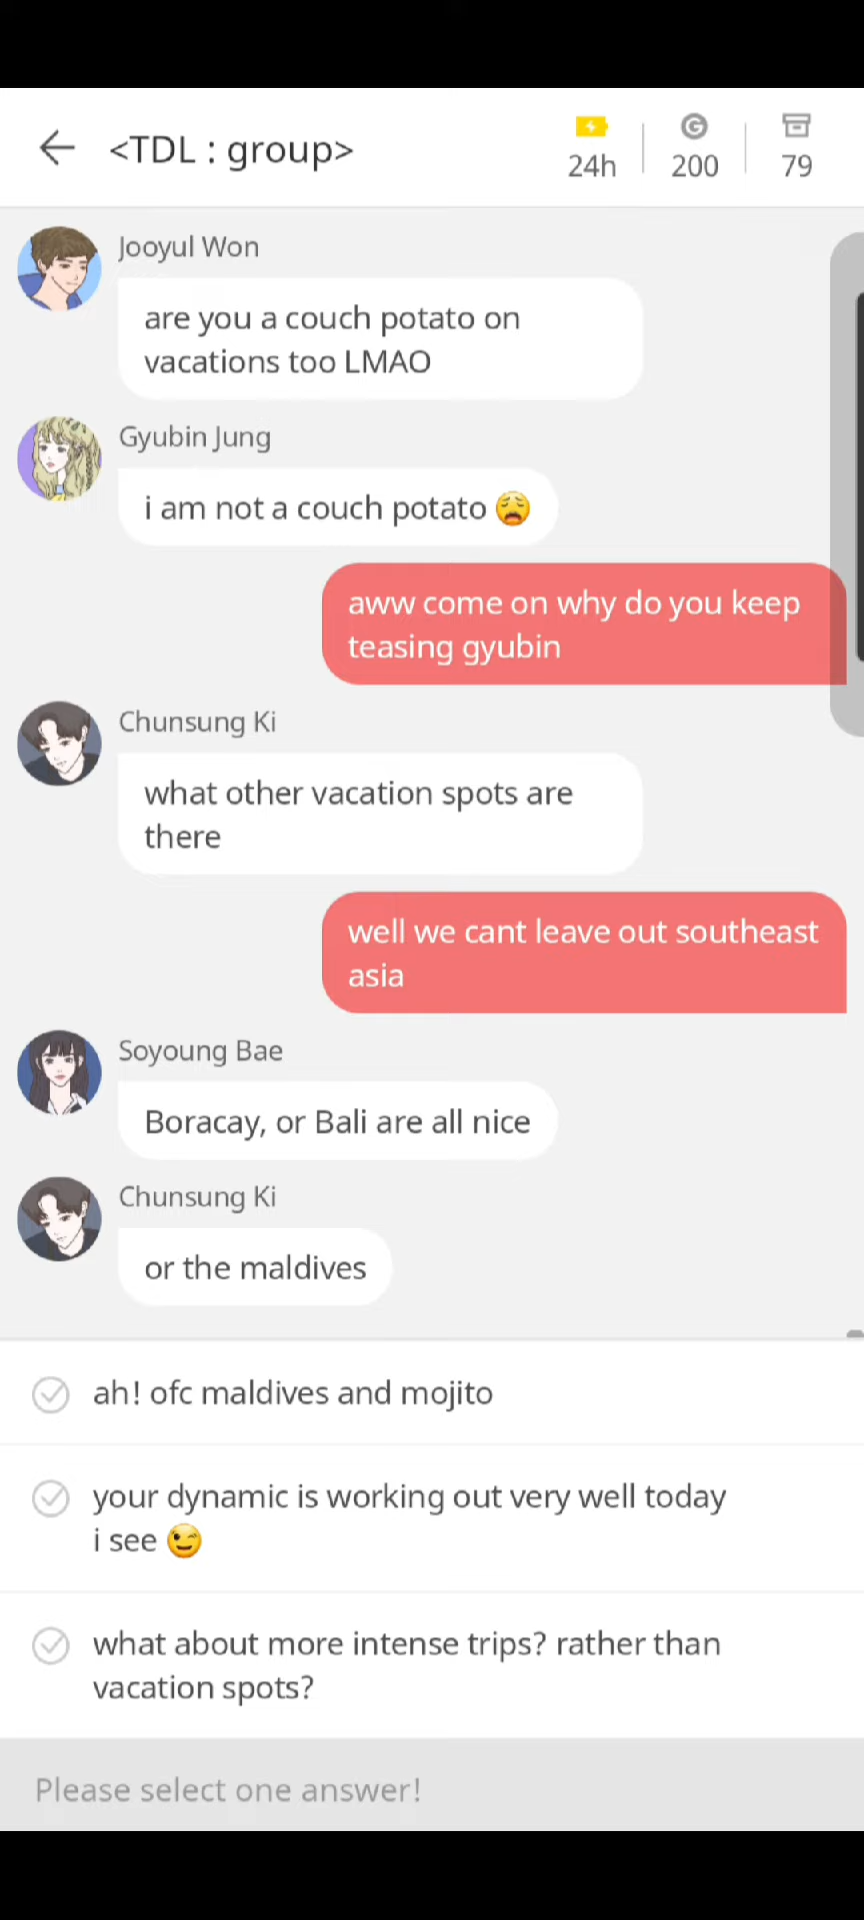 <TDL : group>
24h
200
79
Jooyul Won
are you a couch potato on
vacations too LMAO
Gyubin Jung
i am not a couch potato 😩
aww come on why do you keep
teasing gyubin
Chunsung Ki
what other vacation spots are
there
well we cant leave out southeast
asia
Soyoung Bae
Boracay, or Bali are all nice
Chunsung Ki
or the maldives
ah! ofc maldives and mojito
your dynamic is working out very well today
i see 😉
what about more intense trips? rather than
vacation spots?
Please select one answer!